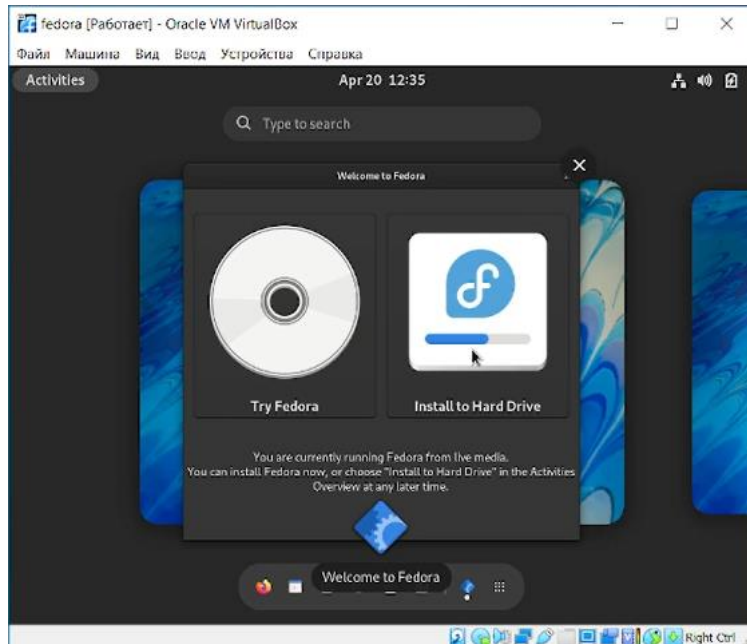 fedora [Работает] - Oracle VM VirtualBox
Файл Машина Вид Ввод Устройства Справка
Activities
Apr 20 12:35
Type to search
Welcome to Fedora
Try Fedora
Install to Hard Drive
You are currently running Fedora from live media.
You can install Fedora now, or choose "Install to Hard Drive" in the Activities
Overview at any later time.
Welcome to Fedora
Right Ctrl